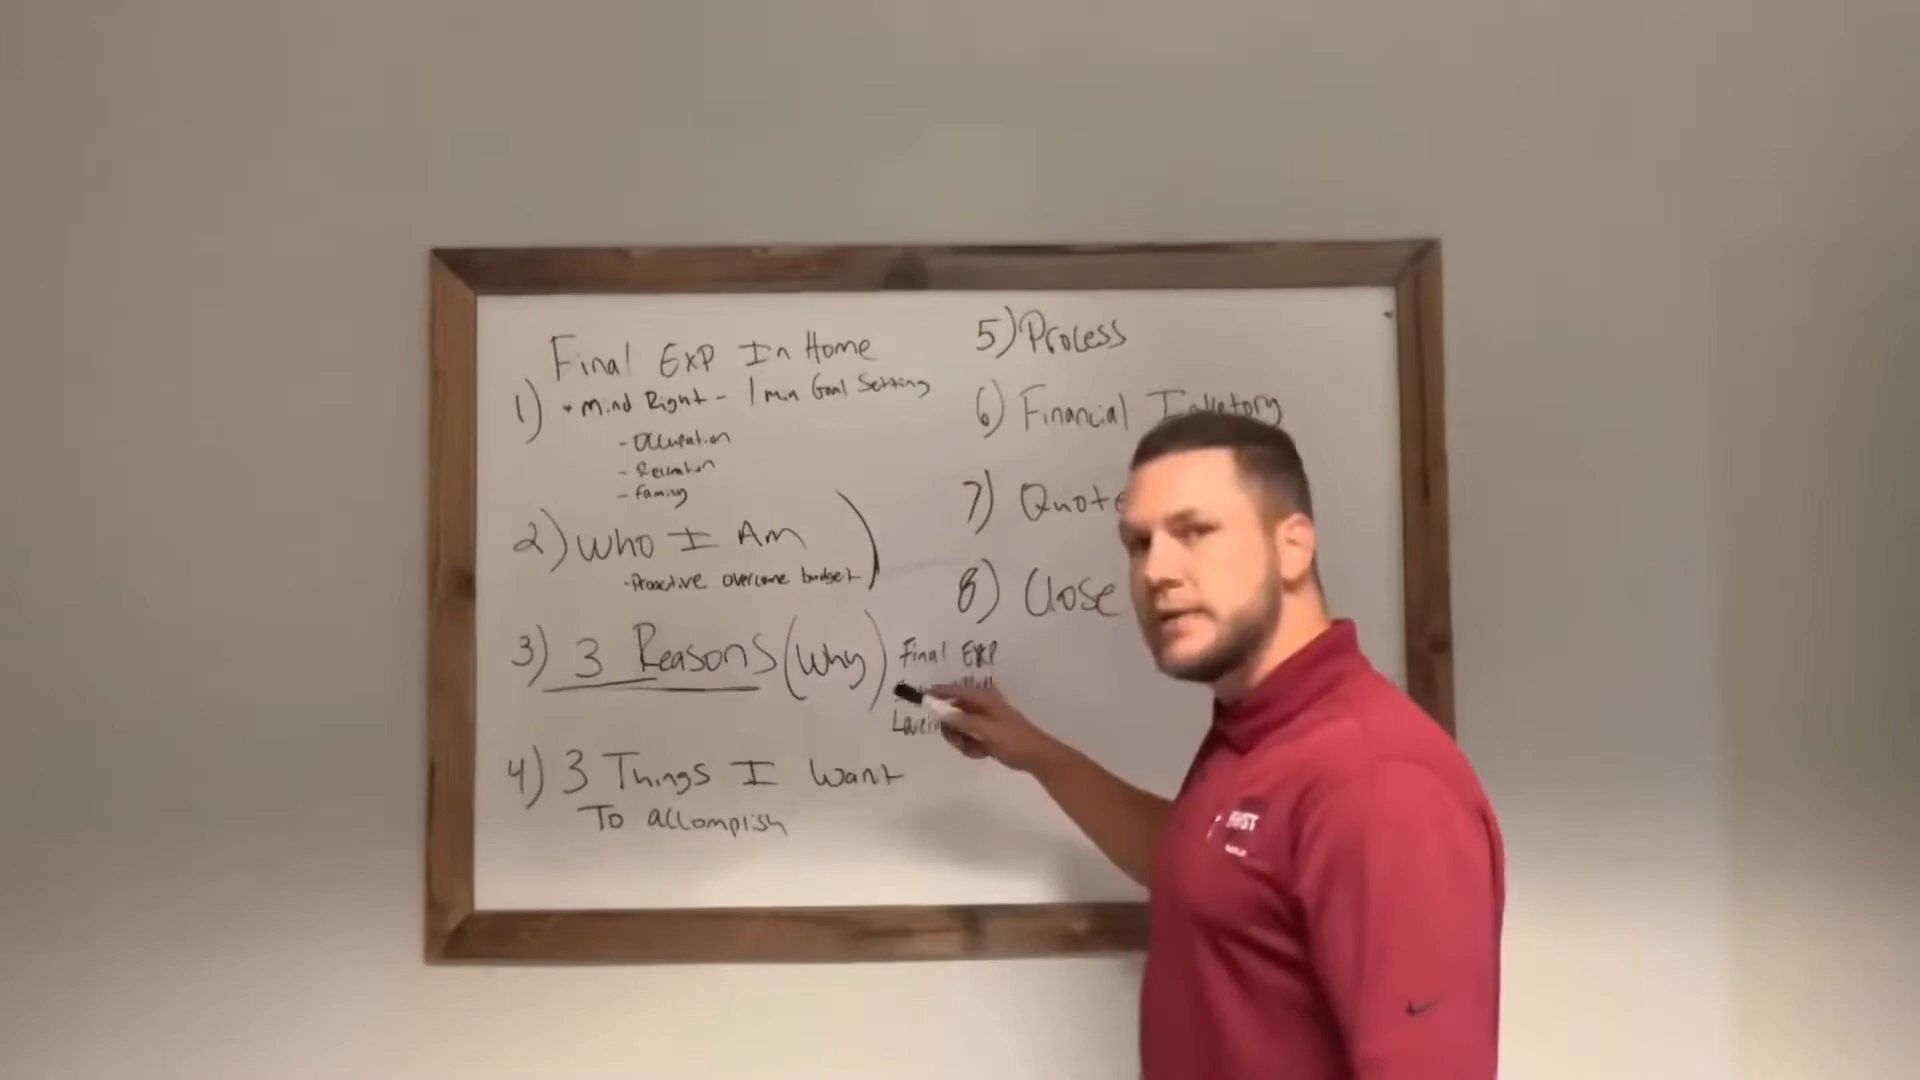 Final EXP In Home
1) • Mind Right - 1 min Goal Setting
- Occupation
- Recreation
- Family
2) Who I Am
- Proactive overcome budget
3) 3 Reasons (Why)
Final EXP
4) 3 Things I Want
To accomplish
5) Process
6) Financial Invetory
7) Quote
8) Close